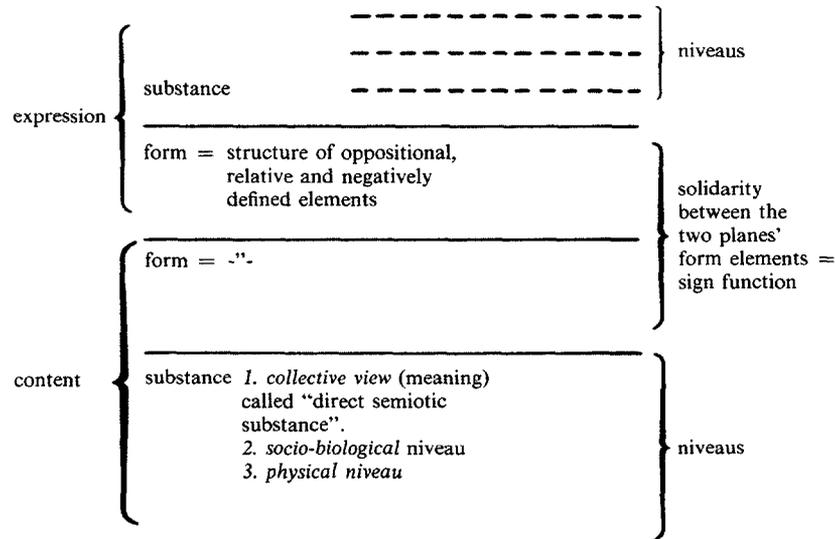 niveaus
substance
expression
form = structure of oppositional,
relative and negatively
defined elements
solidarity
between the
two planes’
form elements =
sign function
form = -”-
content
substance 1. collective view (meaning)
called “direct semiotic
substance”.
2. socio-biological niveau
3. physical niveau
niveaus